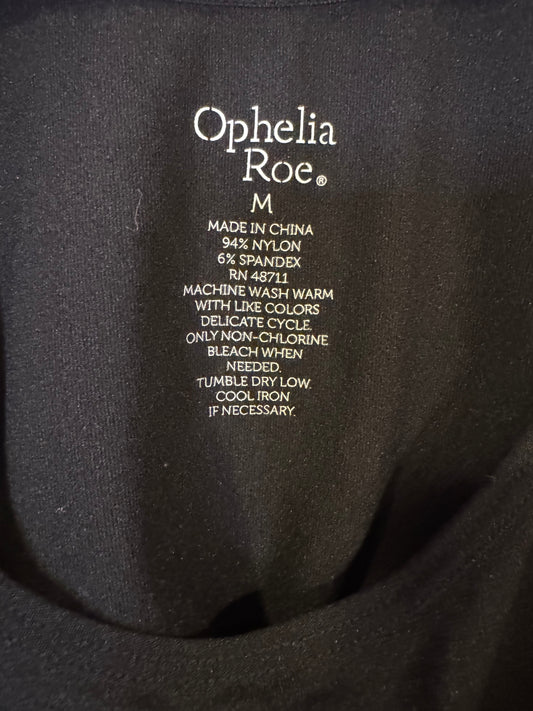 Ophelia
Roe®
M
MADE IN CHINA
94% NYLON
6% SPANDEX
RN 48711
MACHINE WASH WARM
WITH LIKE COLORS
DELICATE CYCLE.
ONLY NON-CHLORINE
BLEACH WHEN
NEEDED.
TUMBLE DRY LOW.
COOL IRON
IF NECESSARY.